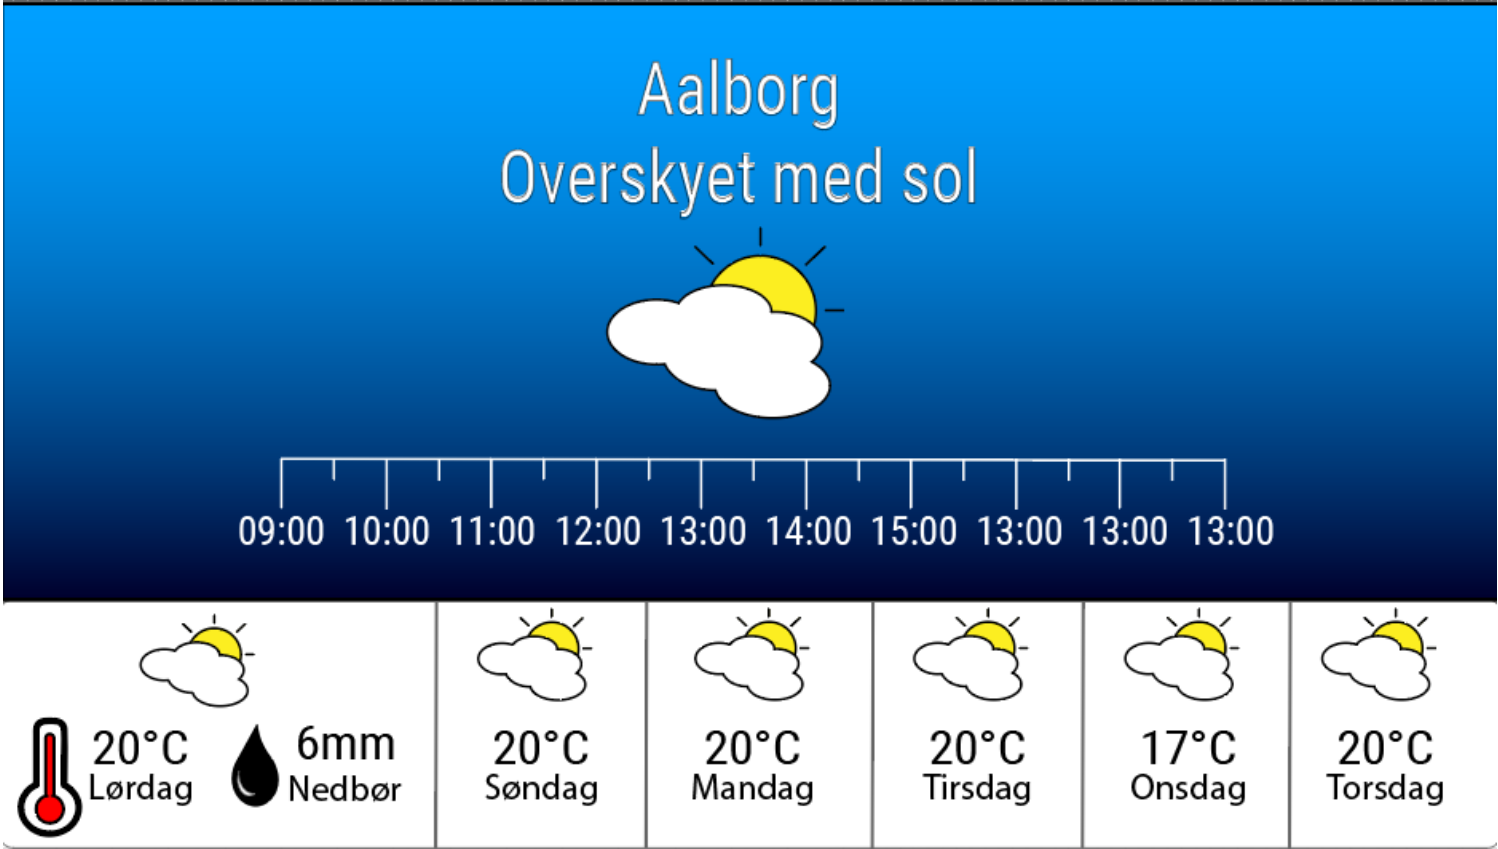 Aalborg
Overskyet med sol
09:00 10:00 11:00 12:00 13:00 14:00 15:00 13:00 13:00 13:00
20°C
Lørdag
6mm
Nedbør
20°C
Søndag
20°C
Mandag
20°C
Tirsdag
17°C
Onsdag
20°C
Torsdag